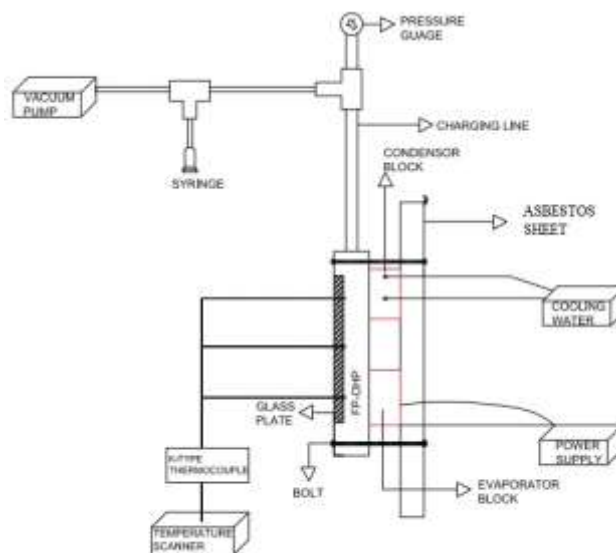 PRESSURE
GUAGE
VACUUM
PUMP
CHARGING LINE
CONDENSOR
BLOCK
SYRINGE
ASBESTOS
SHEET
COOLING
WATER
FP-OHP
GLASS
PLATE
K-TYPE
THERMOCOUPLE
POWER
SUPPLY
BOLT
EVAPORATOR
BLOCK
TEMPERATURE
SCANNER